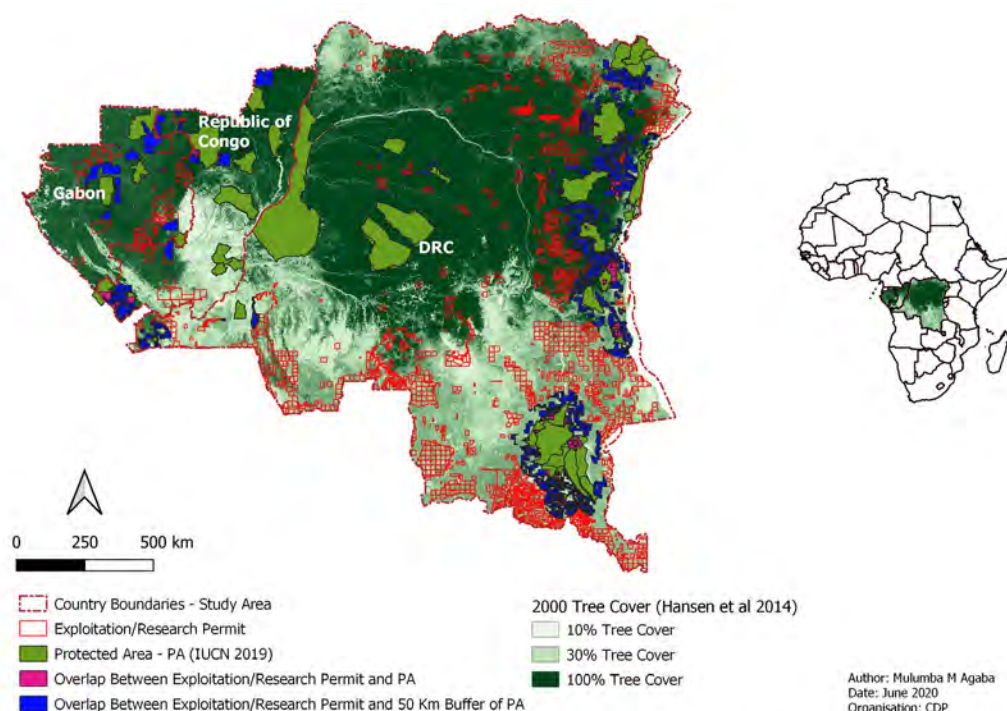 Republic of
Congo
Gabon
DRC
0 250 500 km
Country Boundaries - Study Area
Exploitation/Research Permit
Protected Area - PA (IUCN 2019)
Overlap Between Exploitation/Research Permit and PA
Overlap Between Exploitation/Research Permit and 50 Km Buffer of PA
2000 Tree Cover (Hansen et al 2014)
10% Tree Cover
30% Tree Cover
100% Tree Cover
Author: Mulumba M Agaba
Date: June 2020
Organisation: CDP